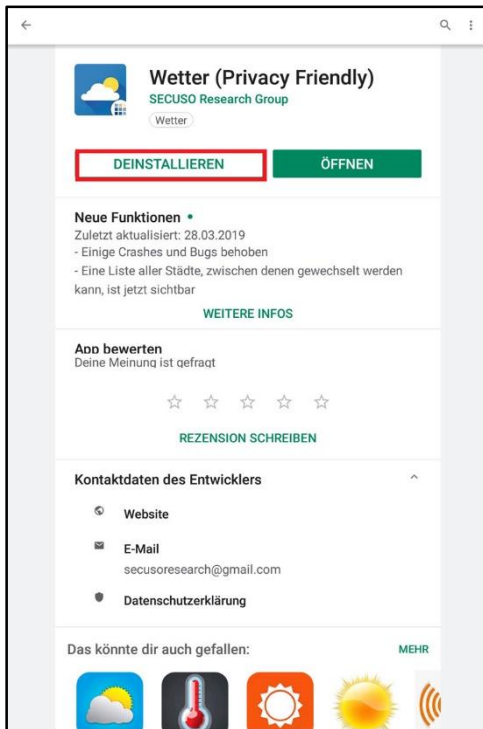 Wetter (Privacy Friendly)
SECUSO Research Group
Wetter
DEINSTALLIEREN
ÖFFNEN
Neue Funktionen •
Zuletzt aktualisiert: 28.03.2019
- Einige Crashes und Bugs behoben
- Eine Liste aller Städte, zwischen denen gewechselt werden
kann, ist jetzt sichtbar
WEITERE INFOS
App bewerten
Deine Meinung ist gefragt
REZENSION SCHREIBEN
Kontaktdaten des Entwicklers
Website
E-Mail
secusoresearch@gmail.com
Datenschutzerklärung
Das könnte dir auch gefallen:
MEHR